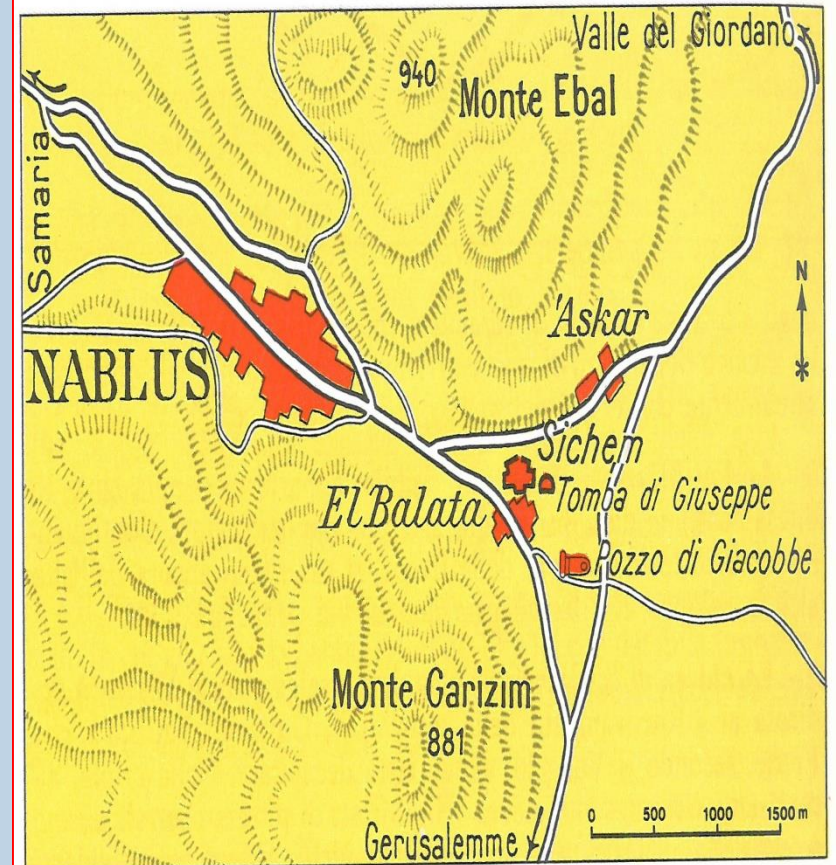 Valle del Giordano
940
Monte Ebal
Samaria
N
'Askar
NABLUS
Sichem
Tomba di Giuseppe
El Balata
Pozzo di Giacobbe
Monte Garizim
881
0 500 1000 1500 m
Gerusalemme